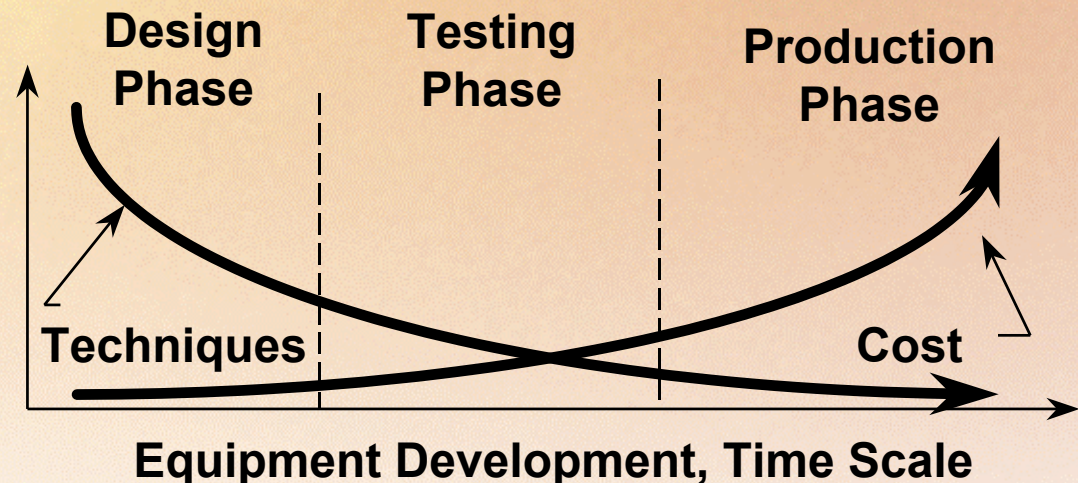 Design
Phase
Testing
Phase
Production
Phase
Techniques
Cost
Equipment Development, Time Scale